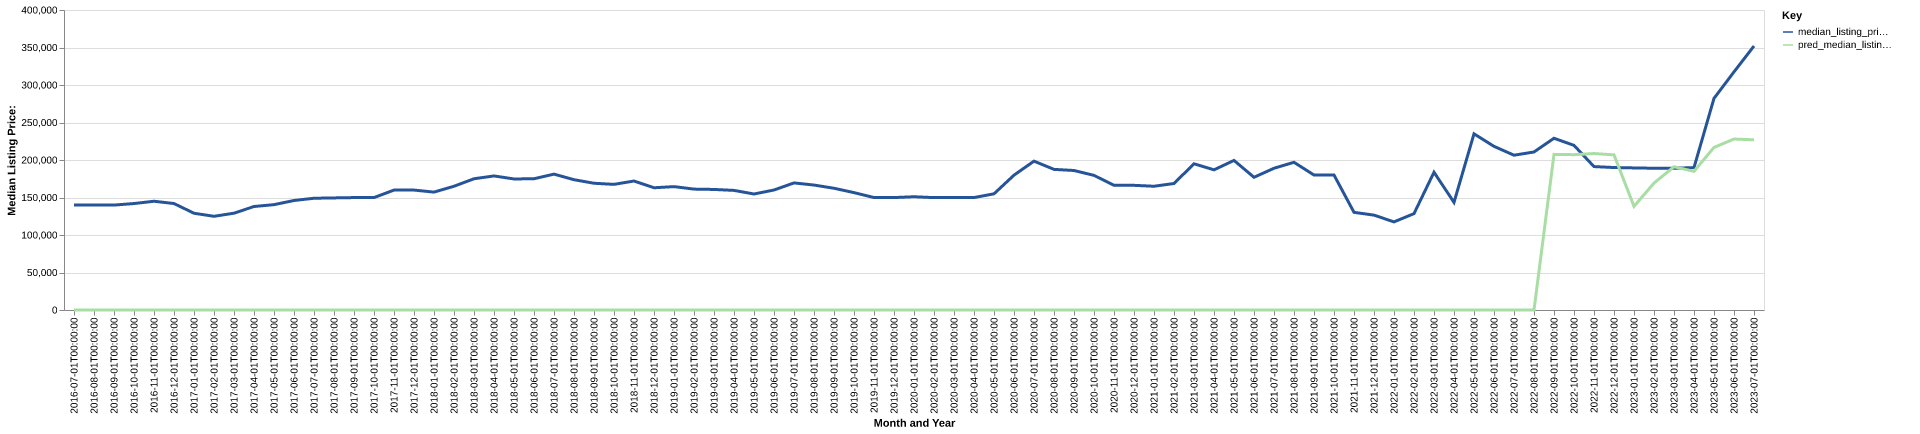 400,000
350,000
300,000
250,000
200,000
150,000
100,000
50,000
0
Median Listing Price:
2016-07-01T00:00:00
2016-08-01T00:00:00
2016-09-01T00:00:00
2016-10-01T00:00:00
2016-11-01T00:00:00
2016-12-01T00:00:00
2017-01-01T00:00:00
2017-02-01T00:00:00
2017-03-01T00:00:00
2017-04-01T00:00:00
2017-05-01T00:00:00
2017-06-01T00:00:00
2017-07-01T00:00:00
2017-08-01T00:00:00
2017-09-01T00:00:00
2017-10-01T00:00:00
2017-11-01T00:00:00
2017-12-01T00:00:00
2018-01-01T00:00:00
2018-02-01T00:00:00
2018-03-01T00:00:00
2018-04-01T00:00:00
2018-05-01T00:00:00
2018-06-01T00:00:00
2018-07-01T00:00:00
2018-08-01T00:00:00
2018-09-01T00:00:00
2018-10-01T00:00:00
2018-11-01T00:00:00
2018-12-01T00:00:00
2019-01-01T00:00:00
2019-02-01T00:00:00
2019-03-01T00:00:00
2019-04-01T00:00:00
2019-05-01T00:00:00
2019-06-01T00:00:00
2019-07-01T00:00:00
2019-08-01T00:00:00
2019-09-01T00:00:00
2019-10-01T00:00:00
2019-11-01T00:00:00
2019-12-01T00:00:00
2020-01-01T00:00:00
2020-02-01T00:00:00
2020-03-01T00:00:00
2020-04-01T00:00:00
2020-05-01T00:00:00
2020-06-01T00:00:00
2020-07-01T00:00:00
2020-08-01T00:00:00
2020-09-01T00:00:00
2020-10-01T00:00:00
2020-11-01T00:00:00
2020-12-01T00:00:00
2021-01-01T00:00:00
2021-02-01T00:00:00
2021-03-01T00:00:00
2021-04-01T00:00:00
2021-05-01T00:00:00
2021-06-01T00:00:00
2021-07-01T00:00:00
2021-08-01T00:00:00
2021-09-01T00:00:00
2021-10-01T00:00:00
2021-11-01T00:00:00
2021-12-01T00:00:00
2022-01-01T00:00:00
2022-02-01T00:00:00
2022-03-01T00:00:00
2022-04-01T00:00:00
2022-05-01T00:00:00
2022-06-01T00:00:00
2022-07-01T00:00:00
2022-08-01T00:00:00
2022-09-01T00:00:00
2022-10-01T00:00:00
2022-11-01T00:00:00
2022-12-01T00:00:00
2023-01-01T00:00:00
2023-02-01T00:00:00
2023-03-01T00:00:00
2023-04-01T00:00:00
2023-05-01T00:00:00
2023-06-01T00:00:00
2023-07-01T00:00:00
Month and Year
Key
median_listing_pri…
pred_median_listin…